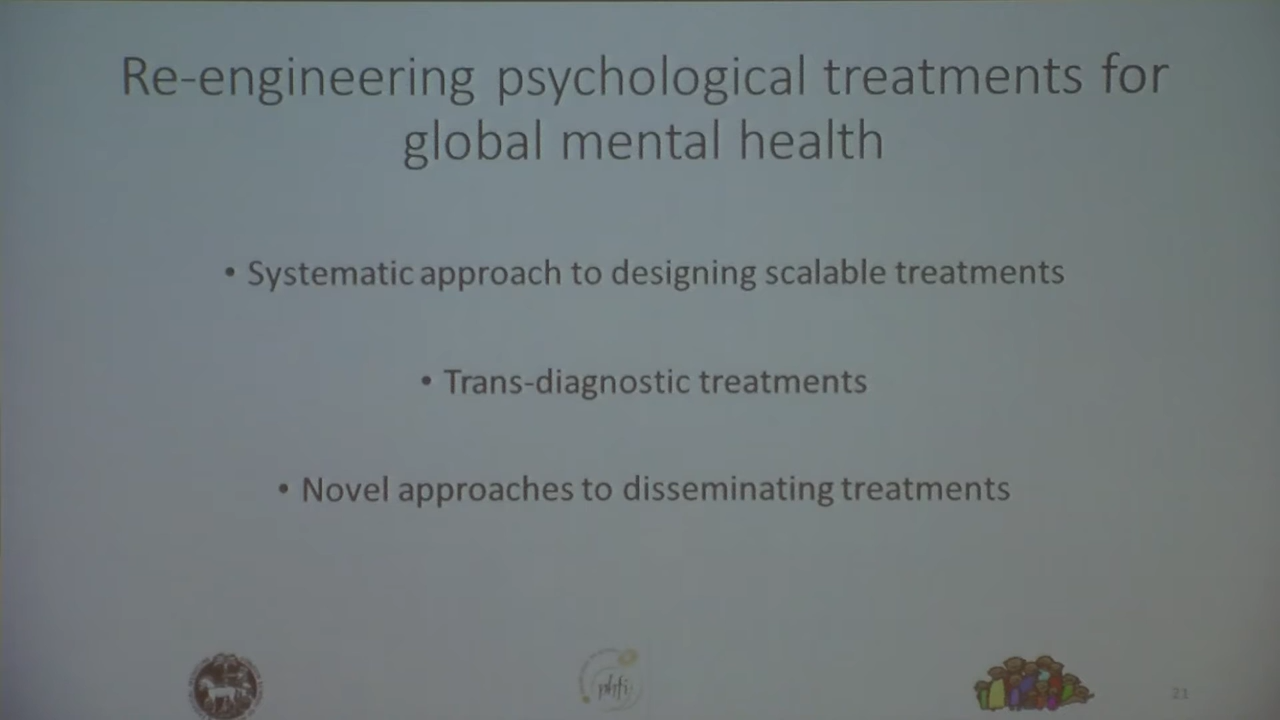 Re-engineering psychological treatments for
global mental health
• Systematic approach to designing scalable treatments
• Trans-diagnostic treatments
• Novel approaches to disseminating treatments
phfi
21